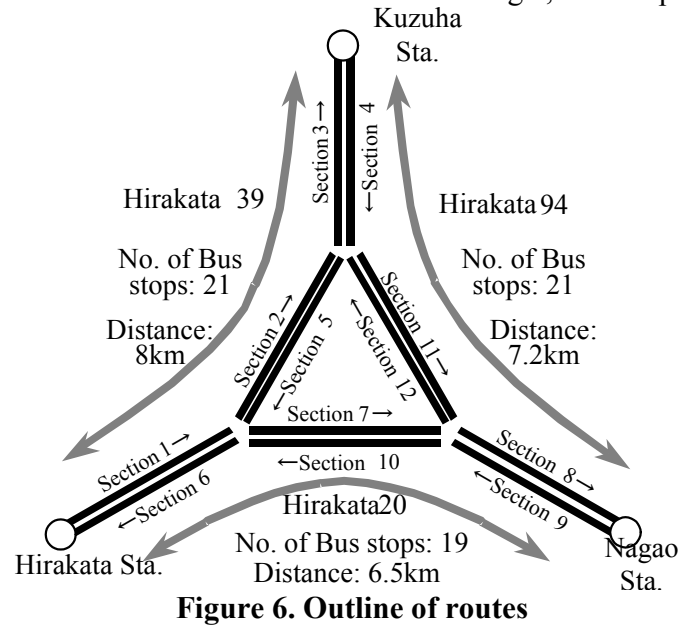 Kuzuha
Sta.
Section 3→
←Section 4
Hirakata 39
Hirakata 94
No. of Bus
stops: 21
No. of Bus
stops: 21
Distance:
8km
Distance:
7.2km
Section 2→
←Section 5
Section 11→
←Section 12
Section 7→
←Section 10
Section 1→
←Section 6
Section 8→
←Section 9
Hirakata20
No. of Bus stops: 19
Distance: 6.5km
Hirakata Sta.
Nagao
Sta.
Figure 6. Outline of routes